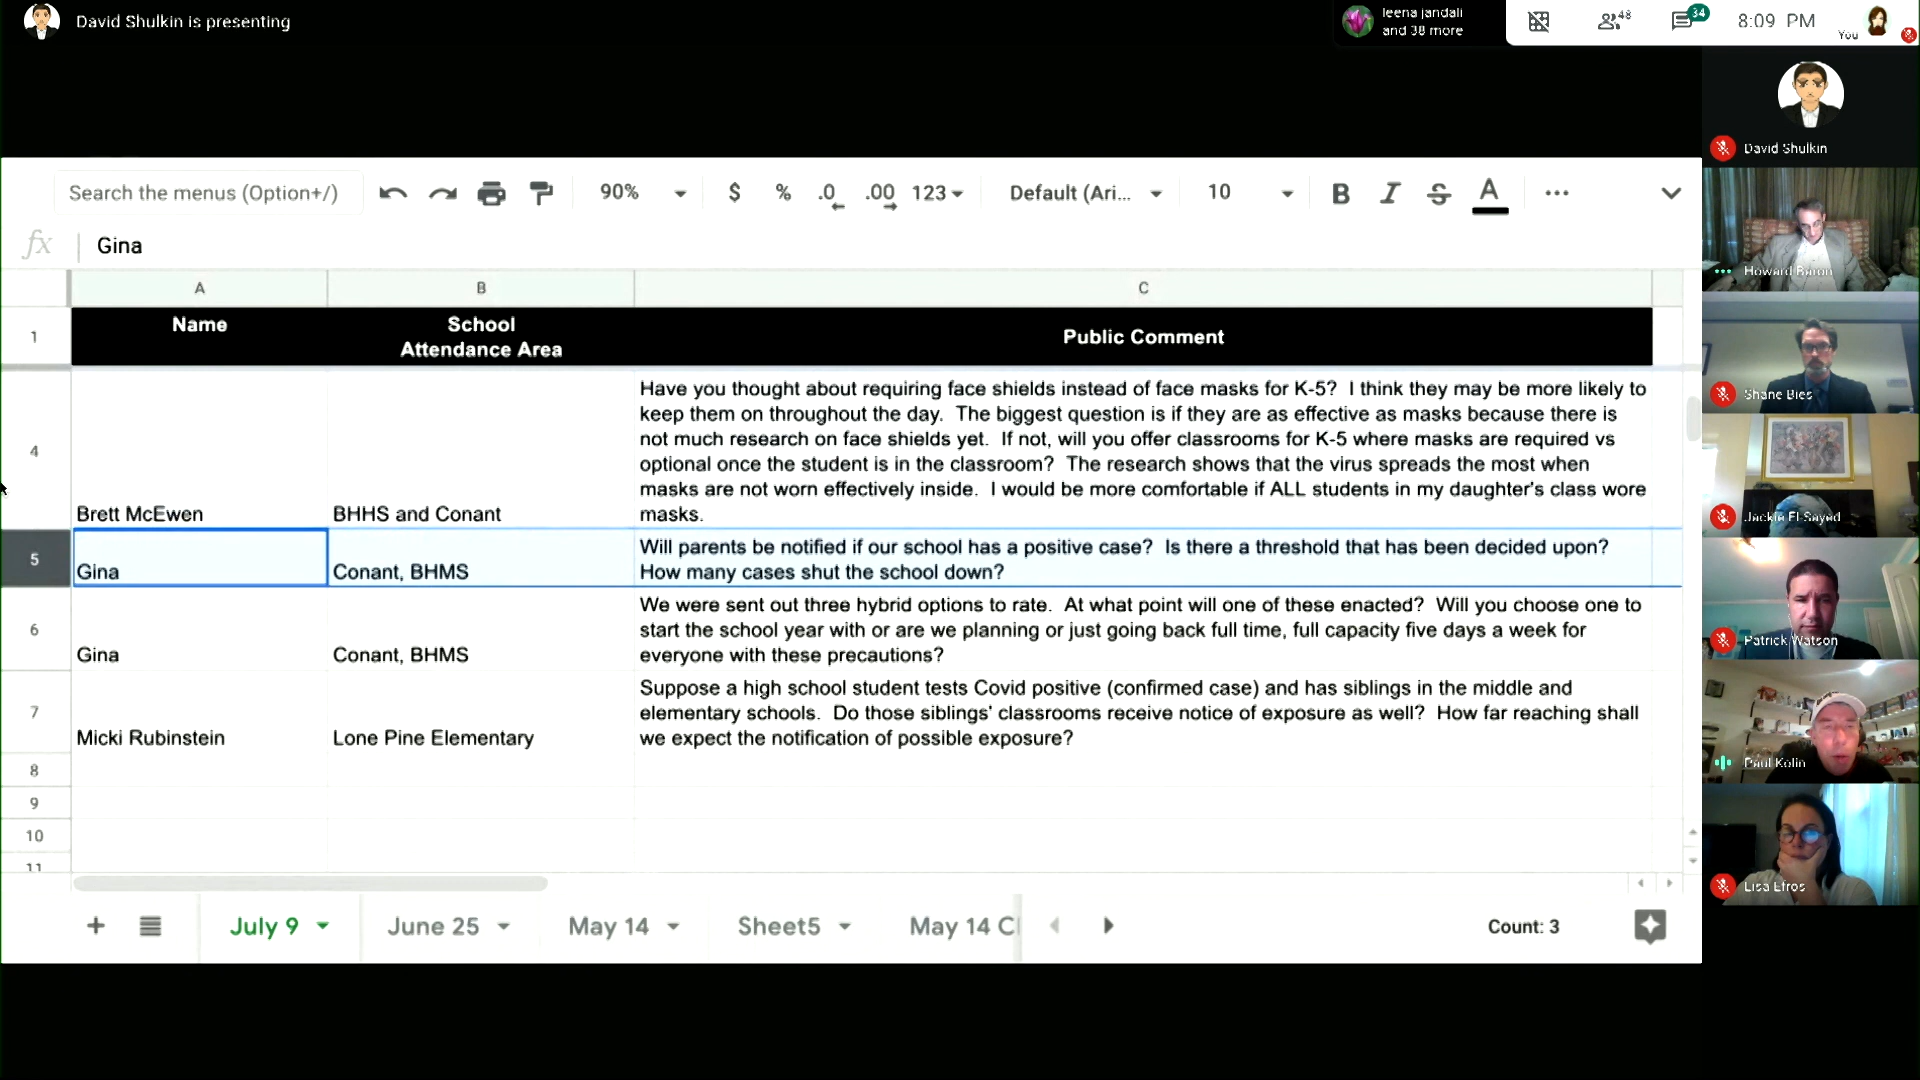 David Shulkin is presenting
leena jandali
and 38 more
48
34
8:09 PM
You
David Shulkin
Search the menus (Option+/)
90%
$
%
.0
.00
123
Default (Ari...
10
B
I
S
A
fx
Gina
Howard Baron
A
B
C
1
Name
School
Attendance Area
Public Comment
Shane Bies
4
Brett McEwen
BHHS and Conant
Have you thought about requiring face shields instead of face masks for K-5? I think they may be more likely to
keep them on throughout the day. The biggest question is if they are as effective as masks because there is
not much research on face shields yet. If not, will you offer classrooms for K-5 where masks are required vs
optional once the student is in the classroom? The research shows that the virus spreads the most when
masks are not worn effectively inside. I would be more comfortable if ALL students in my daughter's class wore
masks.
Jackie El-Sayed
5
Gina
Conant, BHMS
Will parents be notified if our school has a positive case? Is there a threshold that has been decided upon?
How many cases shut the school down?
6
Gina
Conant, BHMS
We were sent out three hybrid options to rate. At what point will one of these enacted? Will you choose one to
start the school year with or are we planning or just going back full time, full capacity five days a week for
everyone with these precautions?
Patrick Watson
7
Micki Rubinstein
Lone Pine Elementary
Suppose a high school student tests Covid positive (confirmed case) and has siblings in the middle and
elementary schools. Do those siblings' classrooms receive notice of exposure as well? How far reaching shall
we expect the notification of possible exposure?
Paul Kolin
8
9
10
11
Lisa Efros
July 9
June 25
May 14
Sheet5
May 14 C
Count: 3